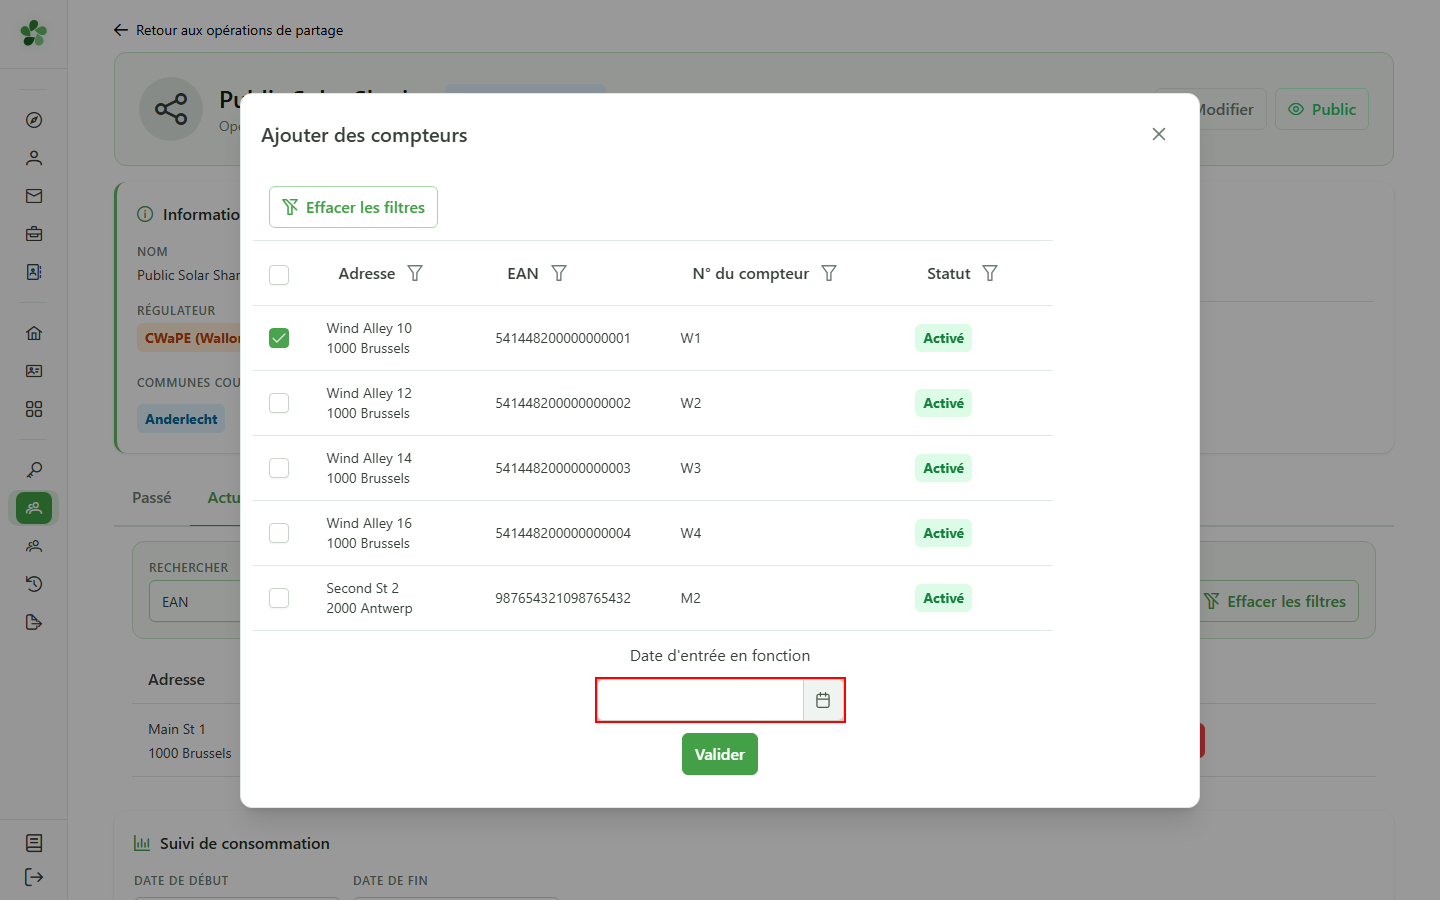 Retour aux opérations de partage
Modifier
Public
Ajouter des compteurs
Effacer les filtres
Adresse EAN N° du compteur Statut
Wind Alley 10
1000 Brussels
541448200000000001 W1 Activé
Wind Alley 12
1000 Brussels
541448200000000002 W2 Activé
Wind Alley 14
1000 Brussels
541448200000000003 W3 Activé
Wind Alley 16
1000 Brussels
541448200000000004 W4 Activé
Second St 2
2000 Antwerp
987654321098765432 M2 Activé
Date d'entrée en fonction
Valider
NOM
Public Solar Shar
RÉGULATEUR
CWaPE (Wallon
COMMUNES COU
Anderlecht
Passé Actu
RECHERCHER
EAN
Effacer les filtres
Adresse
Main St 1
1000 Brussels
Suivi de consommation
DATE DE DÉBUT DATE DE FIN